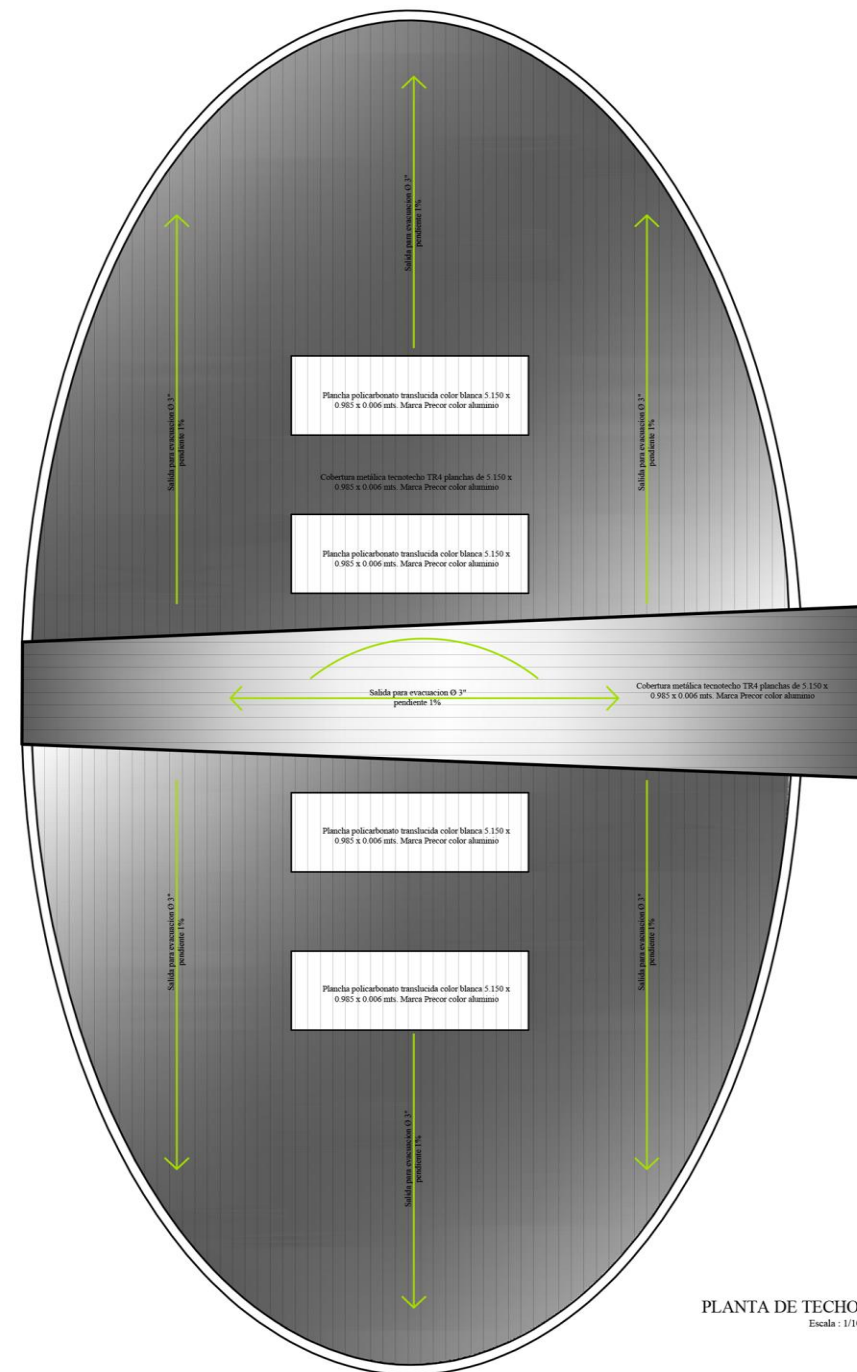 Salida para evacuacion Ø 3"
pendiente 1%
Salida para evacuacion Ø 3"
pendiente 1%
Salida para evacuacion Ø 3"
pendiente 1%
Plancha policarbonato translucida color blanca 5.150 x
0.985 x 0.006 mts. Marca Precor color aluminio
Cobertura metálica tecnotecho TR4 planchas de 5.150 x
0.985 x 0.006 mts. Marca Precor color aluminio
Plancha policarbonato translucida color blanca 5.150 x
0.985 x 0.006 mts. Marca Precor color aluminio
Salida para evacuacion Ø 3"
pendiente 1%
Cobertura metálica tecnotecho TR4 planchas de 5.150 x
0.985 x 0.006 mts. Marca Precor color aluminio
Plancha policarbonato translucida color blanca 5.150 x
0.985 x 0.006 mts. Marca Precor color aluminio
Salida para evacuacion Ø 3"
pendiente 1%
Salida para evacuacion Ø 3"
pendiente 1%
Plancha policarbonato translucida color blanca 5.150 x
0.985 x 0.006 mts. Marca Precor color aluminio
Salida para evacuacion Ø 3"
pendiente 1%
PLANTA DE TECHO
Escala : 1/10